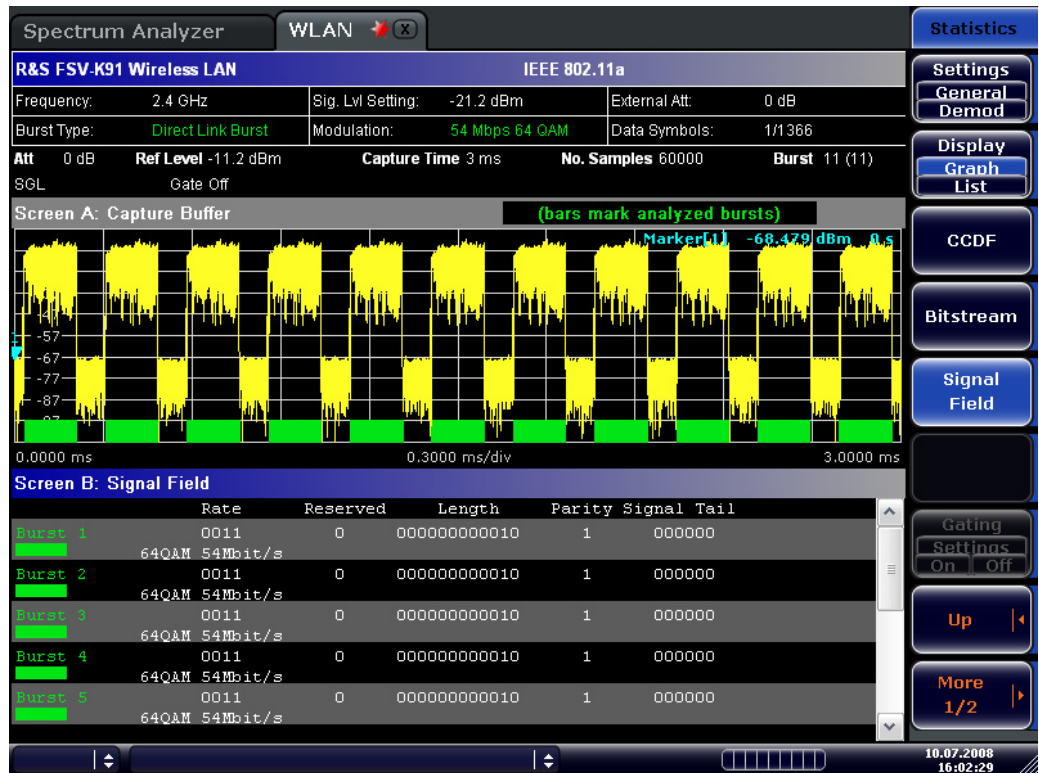 Spectrum Analyzer WLAN x
R&S FSV-K91 Wireless LAN IEEE 802.11a
Frequency: 2.4 GHz Sig. Lvl Setting: -21.2 dBm External Att: 0 dB
Burst Type: Direct Link Burst Modulation: 54 Mbps 64 QAM Data Symbols: 1/1366
Att 0 dB Ref Level -11.2 dBm Capture Time 3 ms No. Samples 60000 Burst 11 (11)
SGL Gate Off
Screen A: Capture Buffer (bars mark analyzed bursts)
Marker[1] -68.479 dBm 0 s
-47
-57
-67
-77
-87
0.0000 ms 0.3000 ms/div 3.0000 ms
Screen B: Signal Field
Rate Reserved Length Parity Signal Tail
Burst 1 0011 0 000000000010 1 000000
64QAM 54Mbit/s
Burst 2 0011 0 000000000010 1 000000
64QAM 54Mbit/s
Burst 3 0011 0 000000000010 1 000000
64QAM 54Mbit/s
Burst 4 0011 0 000000000010 1 000000
64QAM 54Mbit/s
Burst 5 0011 0 000000000010 1 000000
64QAM 54Mbit/s
Statistics
Settings
General
Demod
Display
Graph
List
CCDF
Bitstream
Signal
Field
Gating
Settings
On Off
Up
More
1/2
10.07.2008
16:02:29